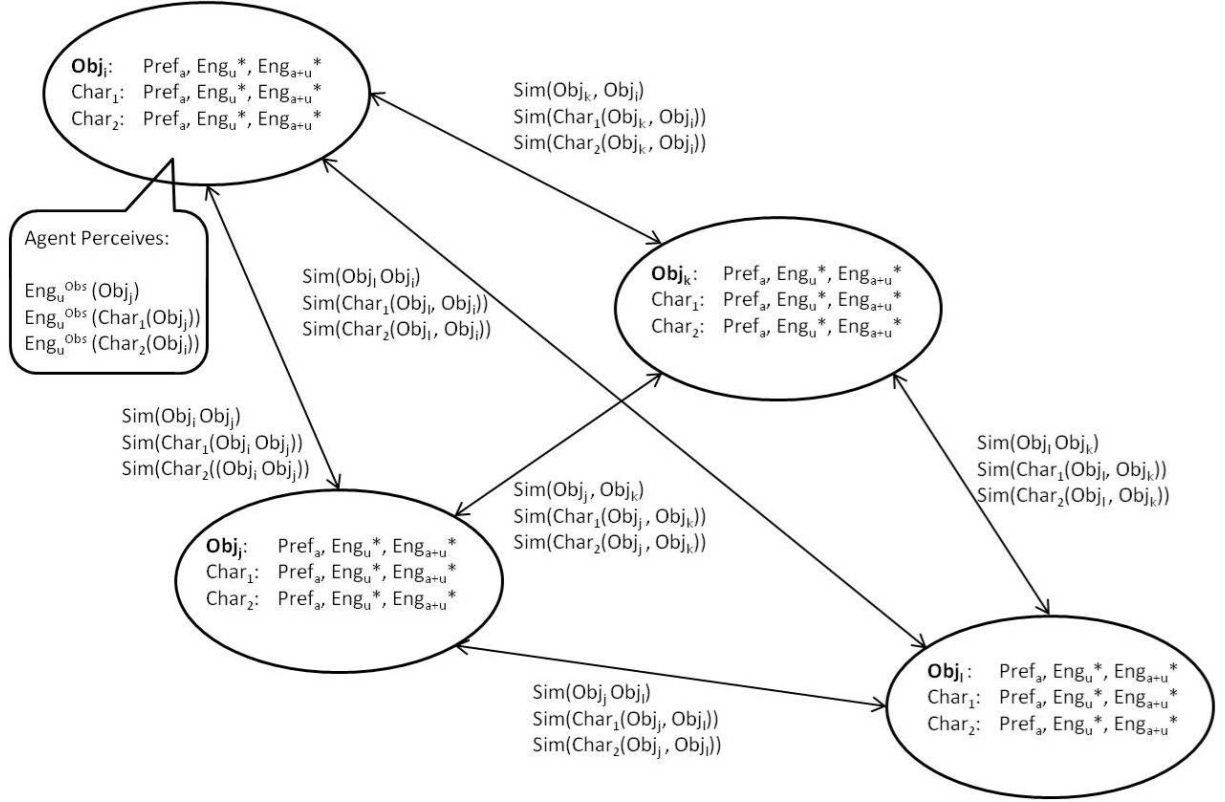 Obj_i: Pref_a, Eng_u*, Eng_a+u*
Char_1: Pref_a, Eng_u*, Eng_a+u*
Char_2: Pref_a, Eng_u*, Eng_a+u*
Sim(Obj_k, Obj_i)
Sim(Char_1(Obj_k, Obj_i))
Sim(Char_2(Obj_k, Obj_i))
Agent Perceives:
Eng_u^Obs (Obj_j)
Eng_u^Obs (Char_1(Obj_j))
Eng_u^Obs (Char_2(Obj_i))
Sim(Obj_l Obj_i)
Sim(Char_1(Obj_l, Obj_i))
Sim(Char_2(Obj_l , Obj_i))
Obj_k: Pref_a, Eng_u*, Eng_a+u*
Char_1: Pref_a, Eng_u*, Eng_a+u*
Char_2: Pref_a, Eng_u*, Eng_a+u*
Sim(Obj_i Obj_j)
Sim(Char_1(Obj_i Obj_j))
Sim(Char_2((Obj_i Obj_j))
Sim(Obj_l Obj_k)
Sim(Char_1(Obj_l, Obj_k))
Sim(Char_2(Obj_l , Obj_k))
Sim(Obj_j , Obj_k)
Sim(Char_1(Obj_j , Obj_k))
Sim(Char_2(Obj_j , Obj_k))
Obj_j: Pref_a, Eng_u*, Eng_a+u*
Char_1: Pref_a, Eng_u*, Eng_a+u*
Char_2: Pref_a, Eng_u*, Eng_a+u*
Sim(Obj_j Obj_l)
Sim(Char_1(Obj_j, Obj_l))
Sim(Char_2(Obj_j , Obj_l))
Obj_l : Pref_a, Eng_u*, Eng_a+u*
Char_1: Pref_a, Eng_u*, Eng_a+u*
Char_2: Pref_a, Eng_u*, Eng_a+u*